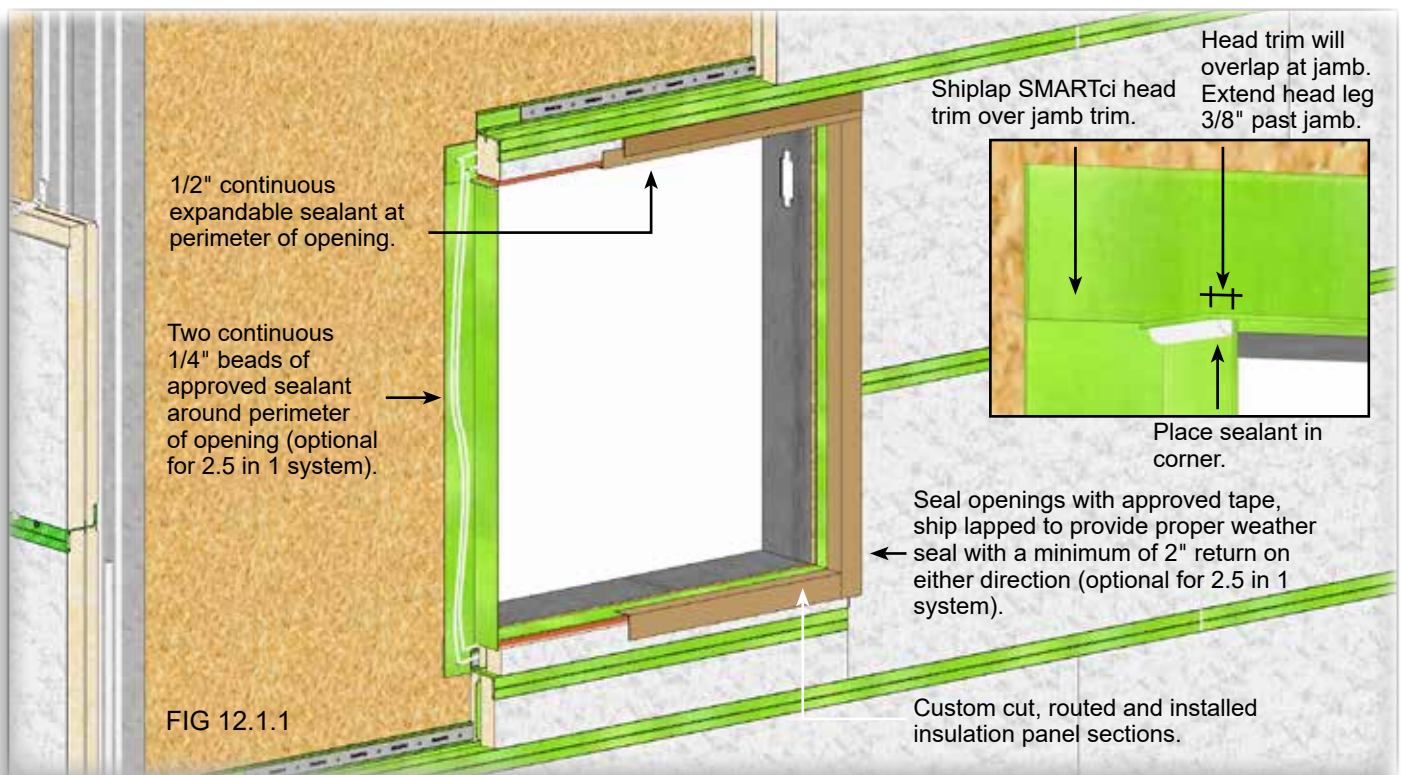 Head trim will
overlap at jamb.
Extend head leg
3/8" past jamb.
Shiplap SMARTci head
trim over jamb trim.
1/2" continuous
expandable sealant at
perimeter of opening.
Two continuous
1/4" beads of
approved sealant
around perimeter
of opening (optional
for 2.5 in 1 system).
Place sealant in
corner.
Seal openings with approved tape,
ship lapped to provide proper weather
seal with a minimum of 2" return on
either direction (optional for 2.5 in 1
system).
Custom cut, routed and installed
insulation panel sections.
FIG 12.1.1